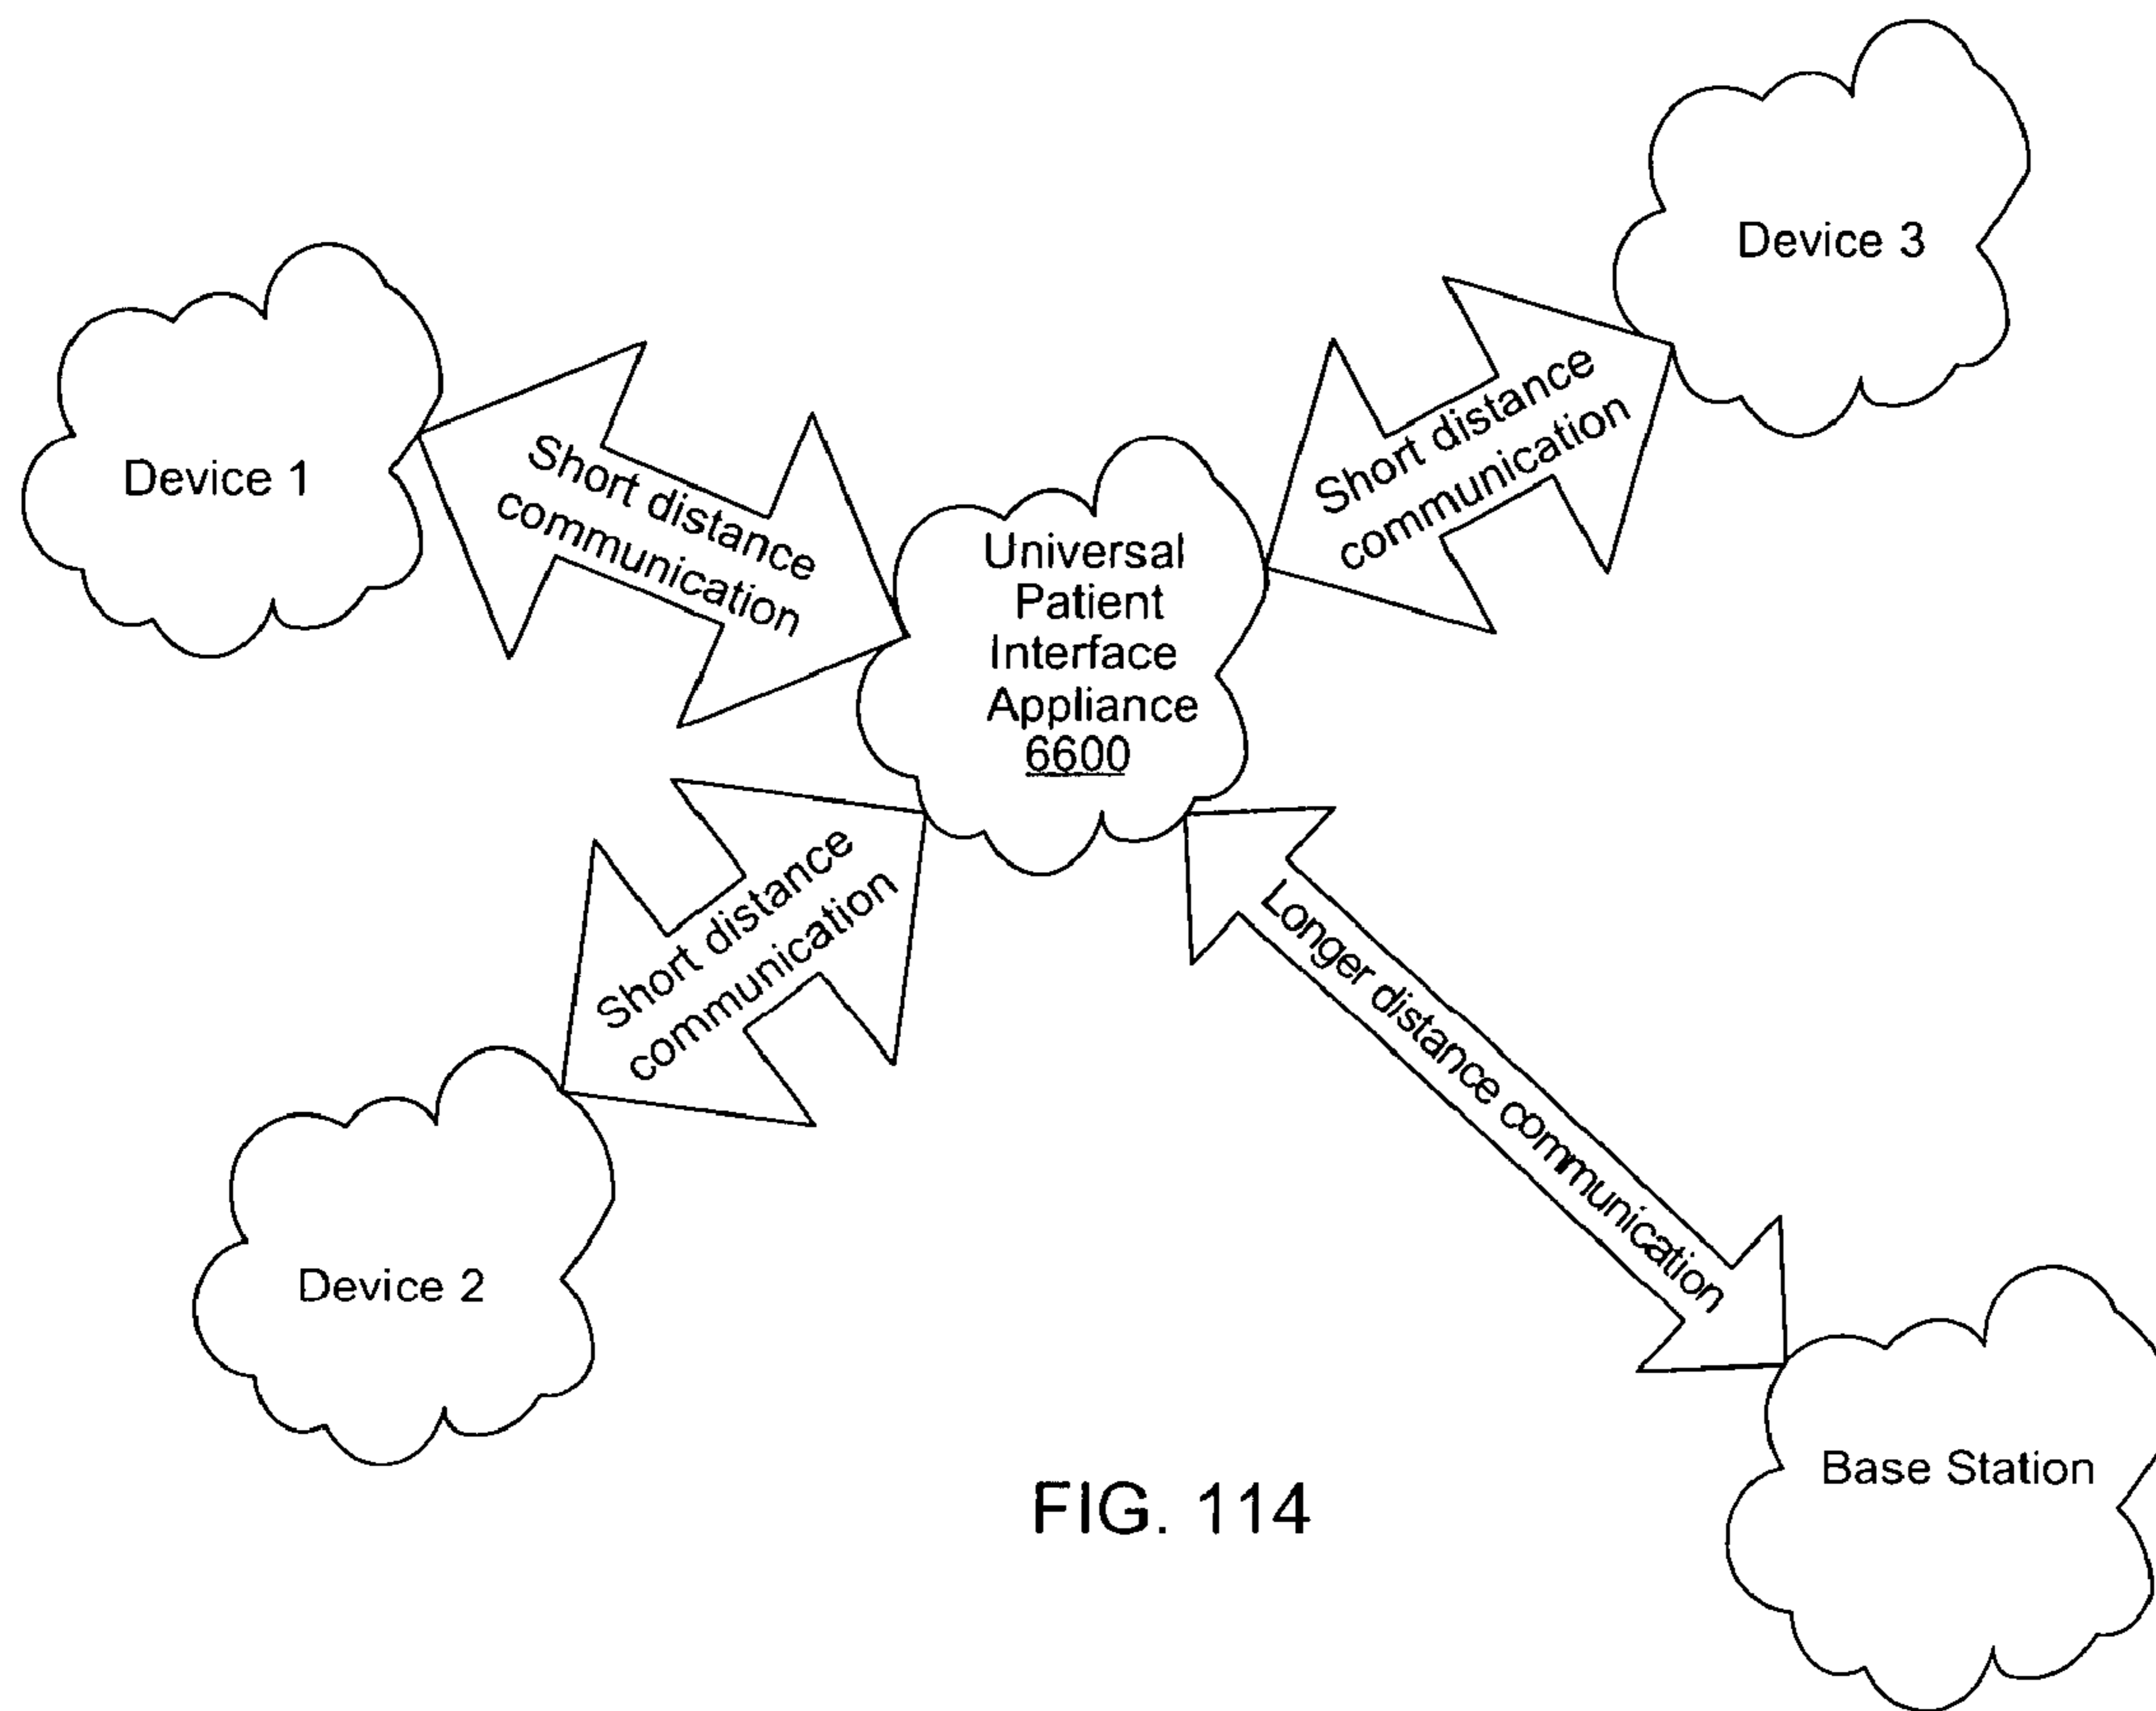 Device 3
Device 1
Short distance
communication
Short distance
communication
Universal
Patient
Interface
Appliance
6600
Short distance
communication
Longer distance communication
Device 2
Base Station
FIG. 114